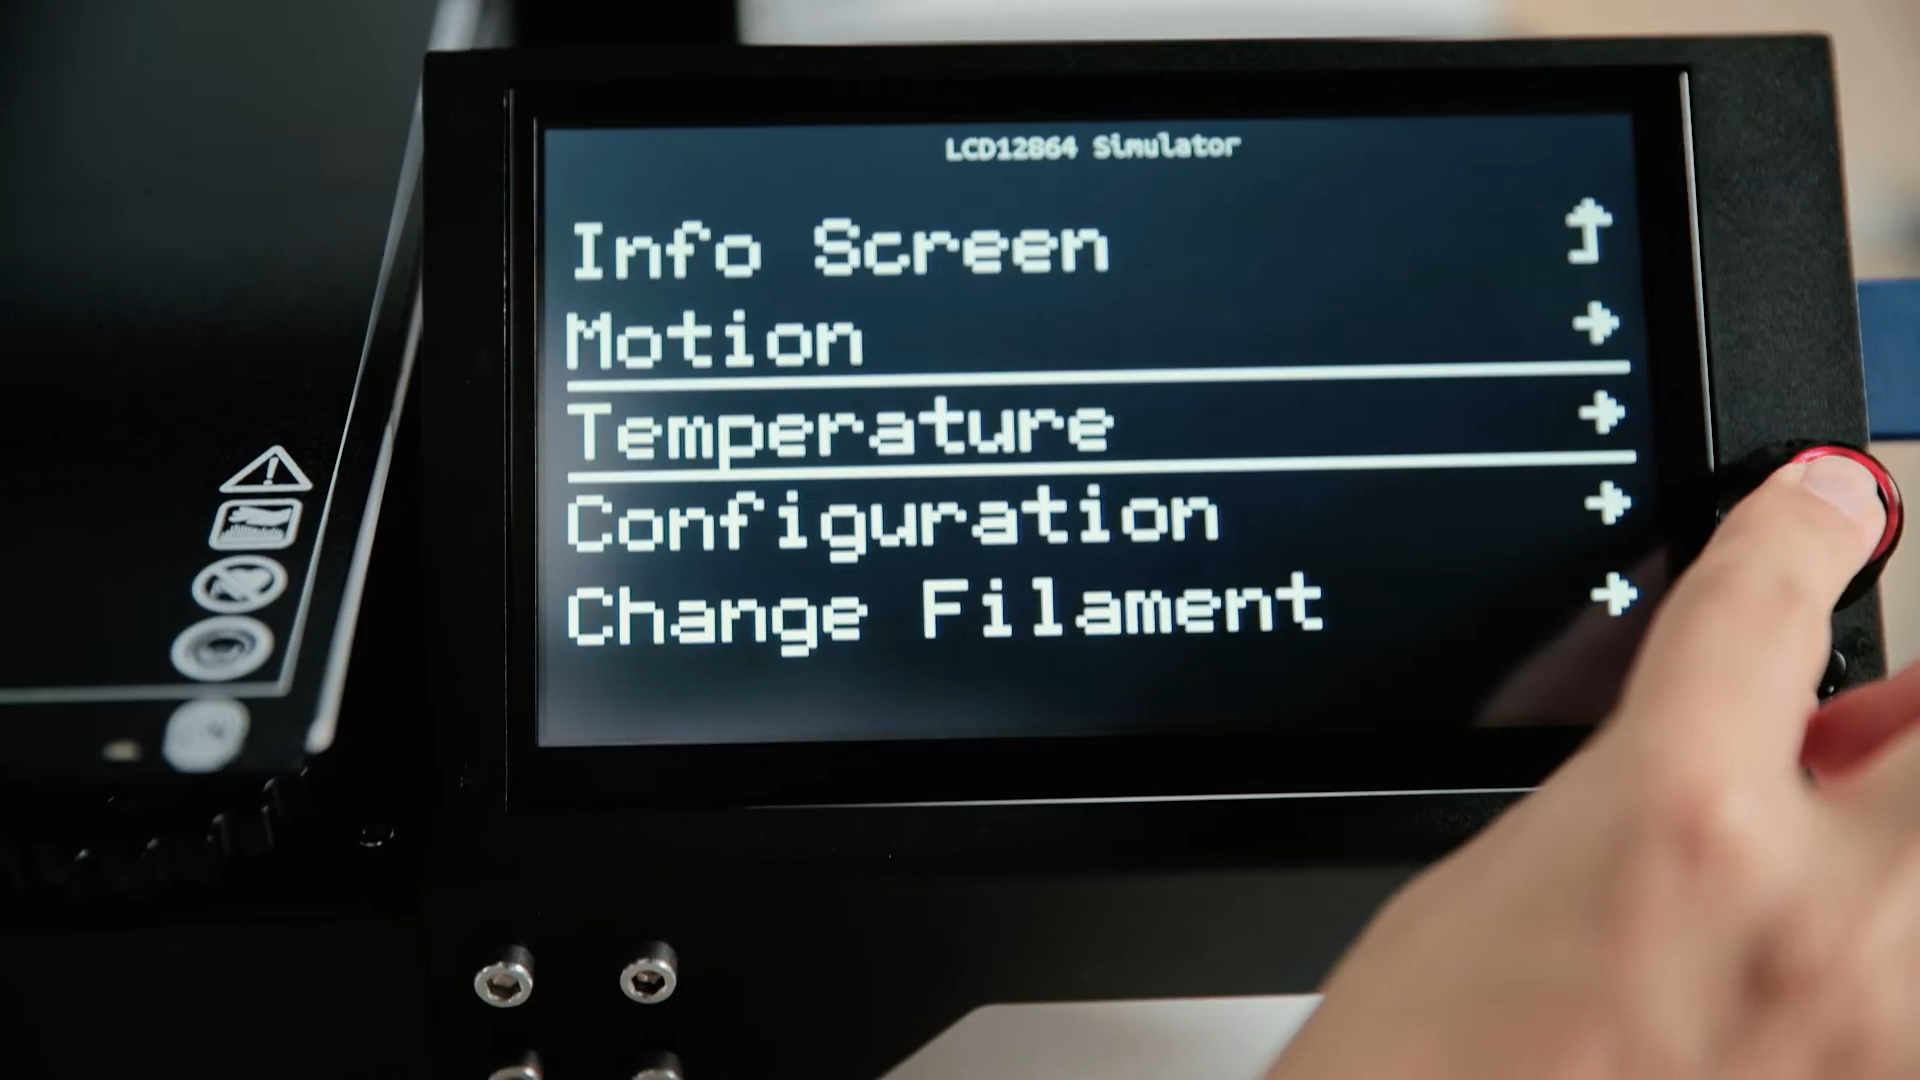 LCD12864 Simulator
Info Screen
Motion
Temperature
Configuration
Change Filament